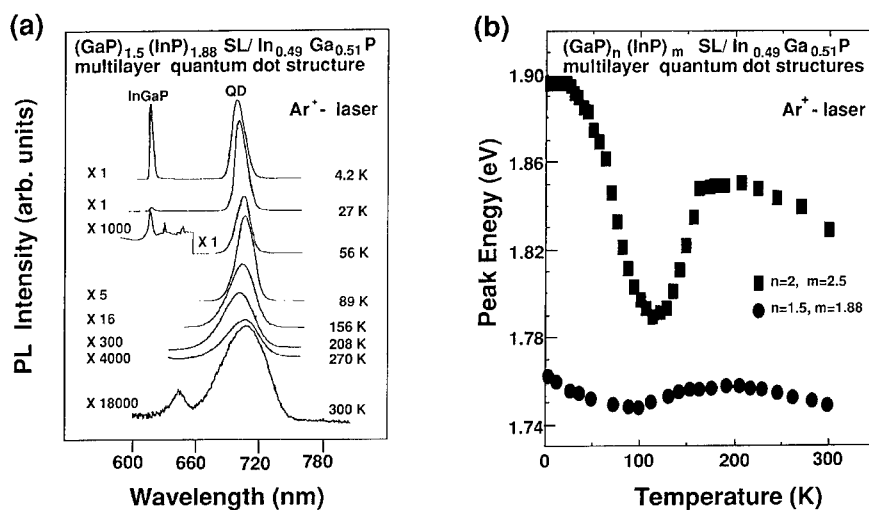 (a)
(GaP)1.5 (InP)1.88 SL/ In0.49 Ga0.51P
multilayer quantum dot structure
InGaP
QD
Ar+ - laser
X 1
4.2 K
X 1
27 K
X 1000
X 1
56 K
X 5
89 K
X 16
156 K
X 300
208 K
X 4000
270 K
X 18000
300 K
PL Intensity (arb. units)
600 660 720 780
Wavelength (nm)
(b)
(GaP)n (InP)m SL/ In0.49 Ga0.51P
multilayer quantum dot structures
Ar+ - laser
1.90
1.86
1.82
1.78
1.74
Peak Enegy (eV)
n=2, m=2.5
n=1.5, m=1.88
0 100 200 300
Temperature (K)